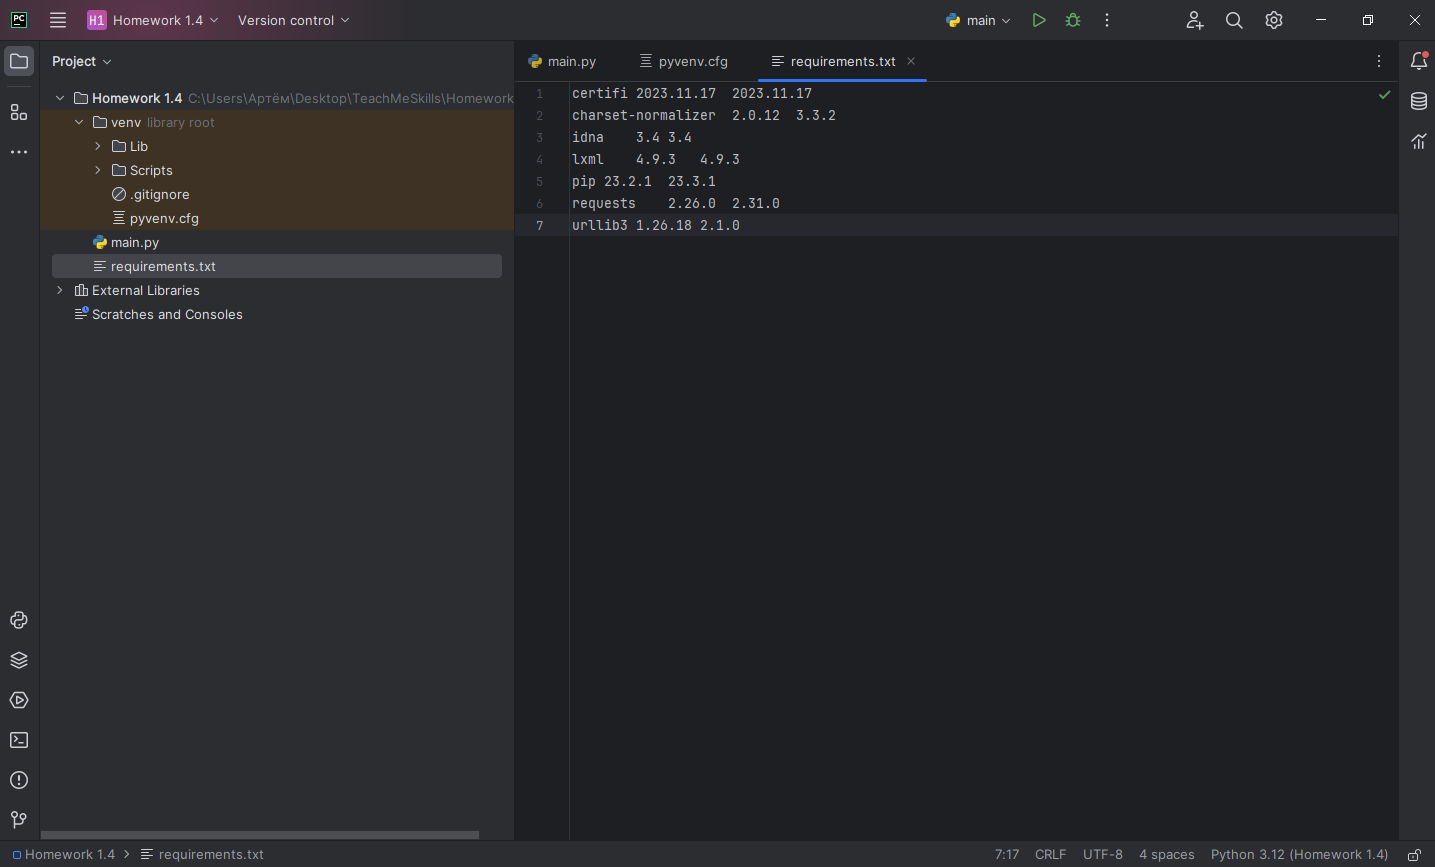 PC H1 Homework 1.4 Version control main
Project
main.py pyvenv.cfg requirements.txt
Homework 1.4 C:\Users\Артём\Desktop\TeachMeSkills\Homework
venv library root
Lib
Scripts
.gitignore
pyvenv.cfg
main.py
requirements.txt
External Libraries
Scratches and Consoles
1 certifi 2023.11.17 2023.11.17
2 charset-normalizer 2.0.12 3.3.2
3 idna 3.4 3.4
4 lxml 4.9.3 4.9.3
5 pip 23.2.1 23.3.1
6 requests 2.26.0 2.31.0
7 urllib3 1.26.18 2.1.0
Homework 1.4 requirements.txt 7:17 CRLF UTF-8 4 spaces Python 3.12 (Homework 1.4)